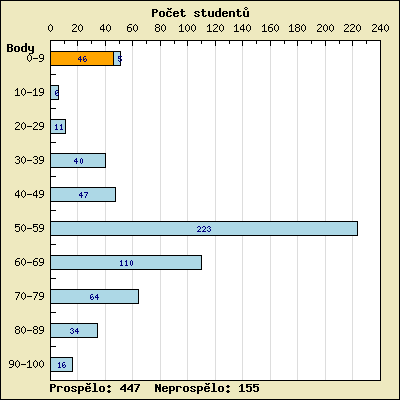 Počet studentů
0 20 40 60 80 100 120 140 160 180 200 220 240
Body
0-9 46 5
10-19 6
20-29 11
30-39 40
40-49 47
50-59 223
60-69 110
70-79 64
80-89 34
90-100 16
Prospělo: 447 Neprospělo: 155